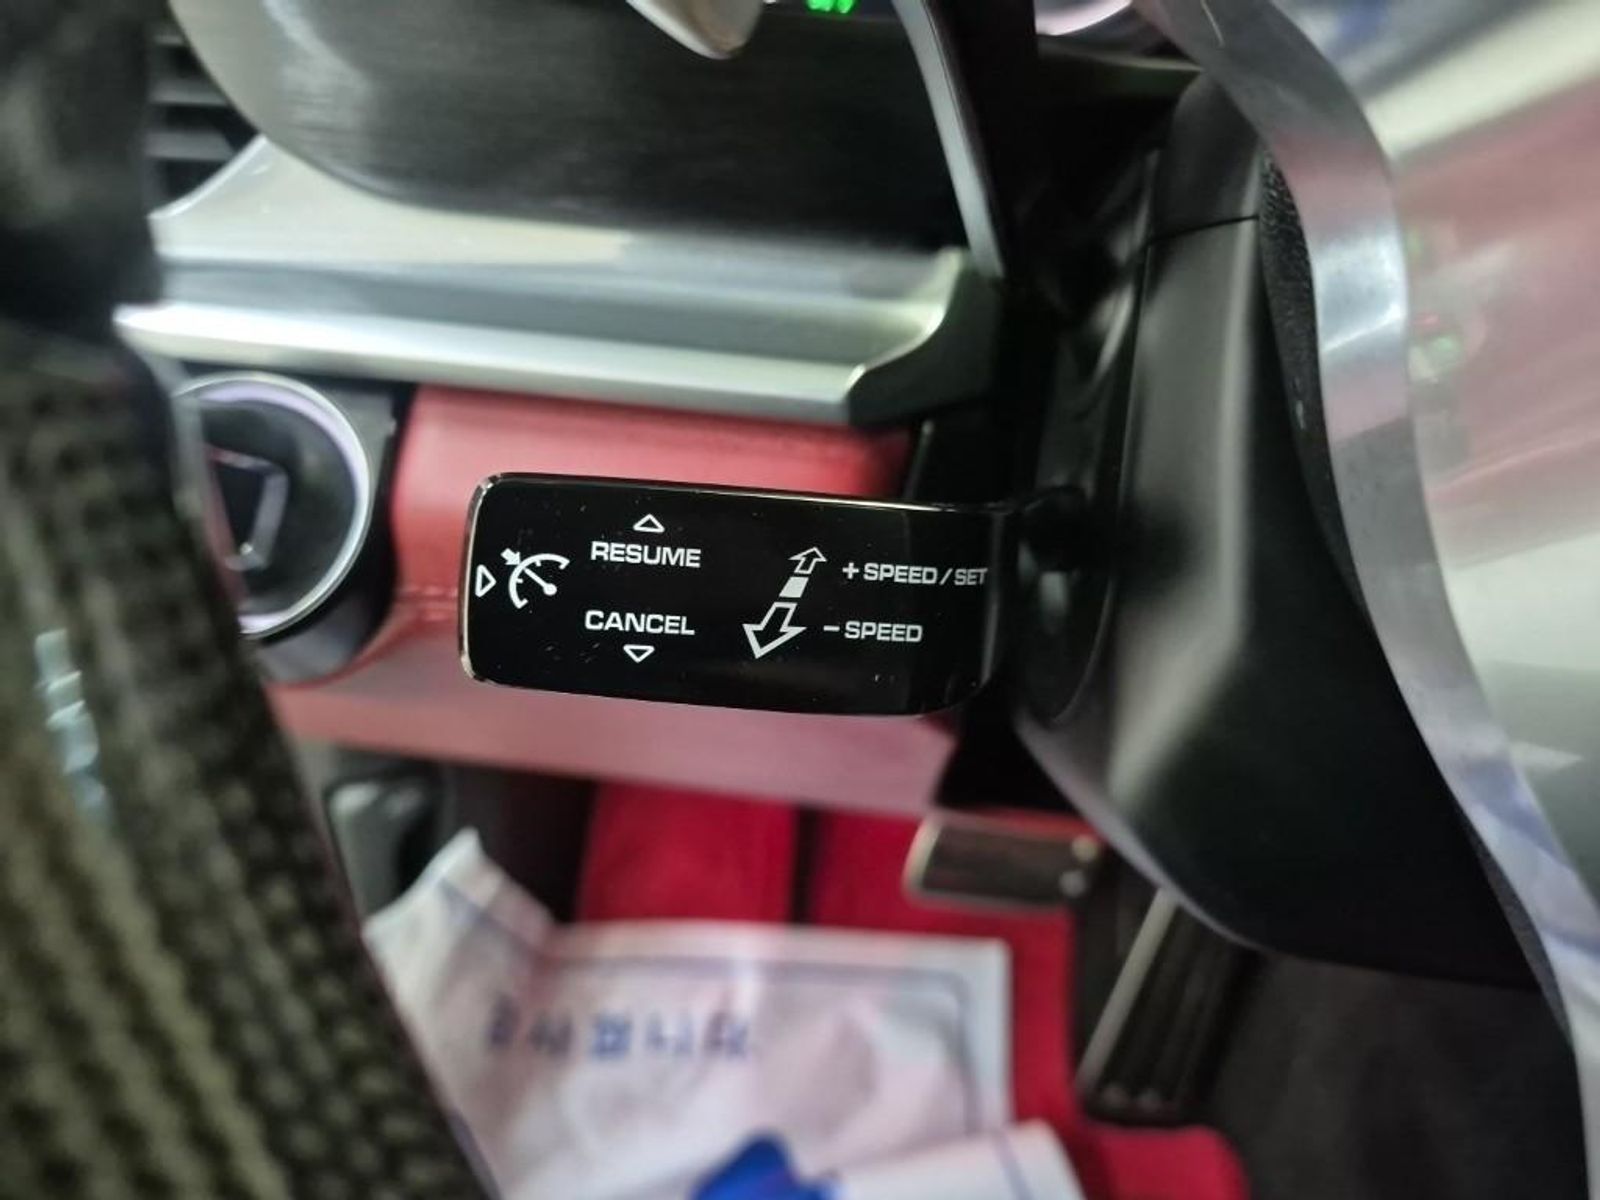 RESUME
CANCEL
+ SPEED / SET
− SPEED